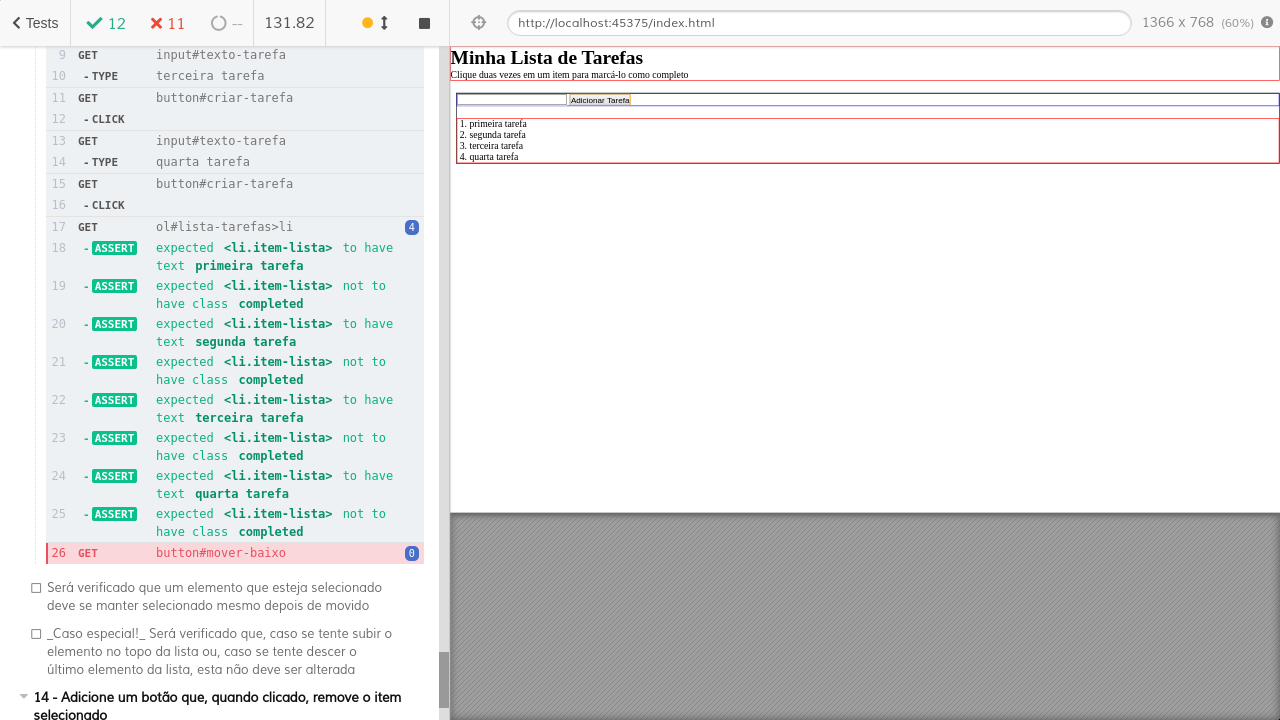 Tests 12 11 -- 131.82
http://localhost:45375/index.html 1366 x 768 (60%)
9 GET input#texto-tarefa
10 -TYPE terceira tarefa
11 GET button#criar-tarefa
12 -CLICK
13 GET input#texto-tarefa
14 -TYPE quarta tarefa
15 GET button#criar-tarefa
16 -CLICK
17 GET ol#lista-tarefas>li 4
18 -ASSERT expected <li.item-lista> to have
text primeira tarefa
19 -ASSERT expected <li.item-lista> not to
have class completed
20 -ASSERT expected <li.item-lista> to have
text segunda tarefa
21 -ASSERT expected <li.item-lista> not to
have class completed
22 -ASSERT expected <li.item-lista> to have
text terceira tarefa
23 -ASSERT expected <li.item-lista> not to
have class completed
24 -ASSERT expected <li.item-lista> to have
text quarta tarefa
25 -ASSERT expected <li.item-lista> not to
have class completed
26 GET button#mover-baixo 0
Será verificado que um elemento que esteja selecionado
deve se manter selecionado mesmo depois de movido
_Caso especial!_ Será verificado que, caso se tente subir o
elemento no topo da lista ou, caso se tente descer o
último elemento da lista, esta não deve ser alterada
14 - Adicione um botão que, quando clicado, remove o item
selecionado
Minha Lista de Tarefas
Clique duas vezes em um item para marcá-lo como completo
Adicionar Tarefa
1. primeira tarefa
2. segunda tarefa
3. terceira tarefa
4. quarta tarefa